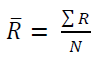 R̄ = ∑ R / N